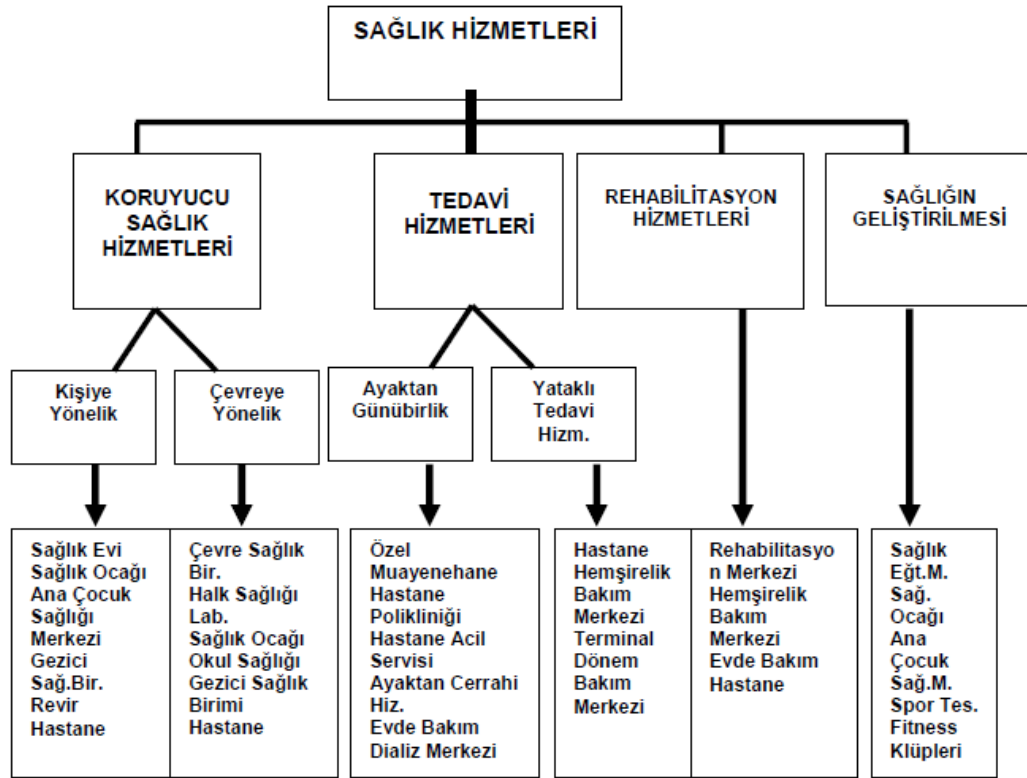 SAĞLIK HİZMETLERİ
KORUYUCU
SAĞLIK
HİZMETLERİ
TEDAVİ
HİZMETLERİ
REHABİLİTASYON
HİZMETLERİ
SAĞLIĞIN
GELİŞTİRİLMESİ
Kişiye
Yönelik
Çevreye
Yönelik
Ayaktan
Günübirlik
Yataklı
Tedavi
Hizm.
Sağlık Evi
Sağlık Ocağı
Ana Çocuk
Sağlığı
Merkezi
Gezici
Sağ.Bir.
Revir
Hastane
Çevre Sağlık
Bir.
Halk Sağlığı
Lab.
Sağlık Ocağı
Okul Sağlığı
Gezici Sağlık
Birimi
Hastane
Özel
Muayenehane
Hastane
Polikliniği
Hastane Acil
Servisi
Ayaktan Cerrahi
Hiz.
Evde Bakım
Dializ Merkezi
Hastane
Hemşirelik
Bakım
Merkezi
Terminal
Dönem
Bakım
Merkezi
Rehabilitasyo
n Merkezi
Hemşirelik
Bakım
Merkezi
Evde Bakım
Hastane
Sağlık
Eğt.M.
Sağ.
Ocağı
Ana
Çocuk
Sağ.M.
Spor Tes.
Fitness
Klüpleri